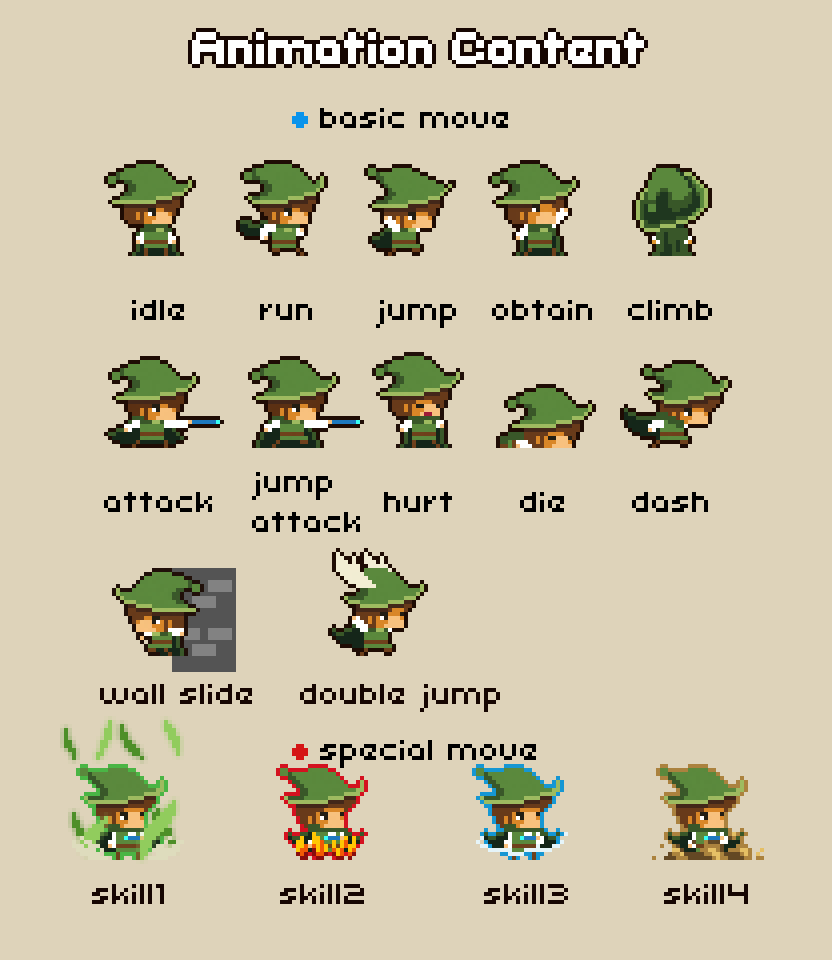 Animation Content
basic move
idle run jump obtain climb
attack jump attack hurt die dash
wall slide double jump
special move
skill1 skill2 skill3 skill4